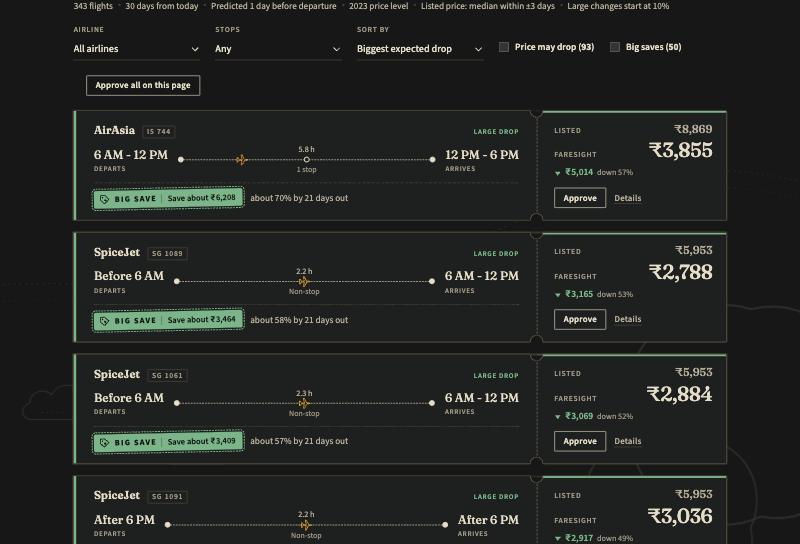 343 flights • 30 days from today • Predicted 1 day before departure • 2023 price level • Listed price: median within ±3 days • Large changes start at 10%
AIRLINE STOPS SORT BY
All airlines Any Biggest expected drop Price may drop (93) Big saves (50)
Approve all on this page
AirAsia I5 744 LARGE DROP
6 AM - 12 PM 5.8 h 12 PM - 6 PM
DEPARTS 1 stop ARRIVES
BIG SAVE Save about ₹6,208 about 70% by 21 days out
LISTED ₹8,869
FARESIGHT ₹3,855
₹5,014 down 57%
Approve Details
SpiceJet SG 1089 LARGE DROP
Before 6 AM 2.2 h 6 AM - 12 PM
DEPARTS Non-stop ARRIVES
BIG SAVE Save about ₹3,464 about 58% by 21 days out
LISTED ₹5,953
FARESIGHT ₹2,788
₹3,165 down 53%
Approve Details
SpiceJet SG 1061 LARGE DROP
Before 6 AM 2.3 h 6 AM - 12 PM
DEPARTS Non-stop ARRIVES
BIG SAVE Save about ₹3,409 about 57% by 21 days out
LISTED ₹5,953
FARESIGHT ₹2,884
₹3,069 down 52%
Approve Details
SpiceJet SG 1091 LARGE DROP
After 6 PM 2.2 h After 6 PM
DEPARTS Non-stop ARRIVES
LISTED ₹5,953
FARESIGHT ₹3,036
₹2,917 down 49%